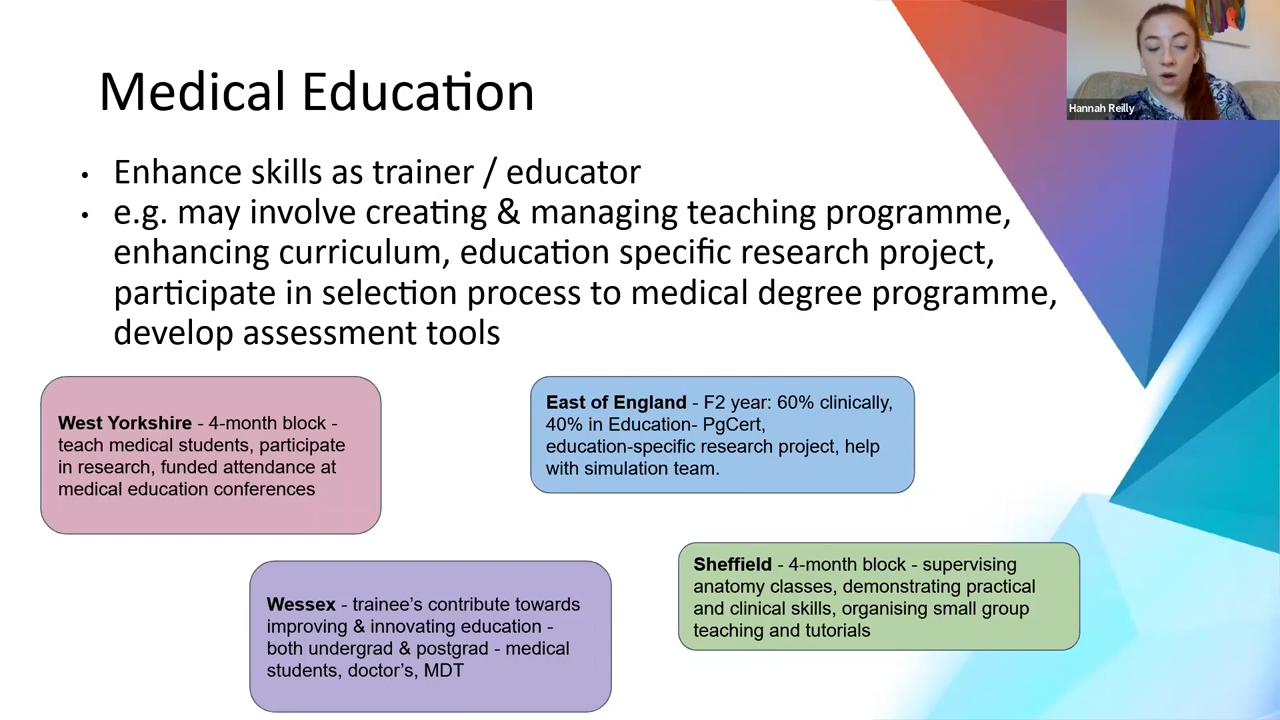 Medical Education
Hannah Reilly
• Enhance skills as trainer / educator
• e.g. may involve creating & managing teaching programme,
enhancing curriculum, education specific research project,
participate in selection process to medical degree programme,
develop assessment tools
West Yorkshire - 4-month block -
teach medical students, participate
in research, funded attendance at
medical education conferences
East of England - F2 year: 60% clinically,
40% in Education- PgCert,
education-specific research project, help
with simulation team.
Wessex - trainee’s contribute towards
improving & innovating education -
both undergrad & postgrad - medical
students, doctor’s, MDT
Sheffield - 4-month block - supervising
anatomy classes, demonstrating practical
and clinical skills, organising small group
teaching and tutorials